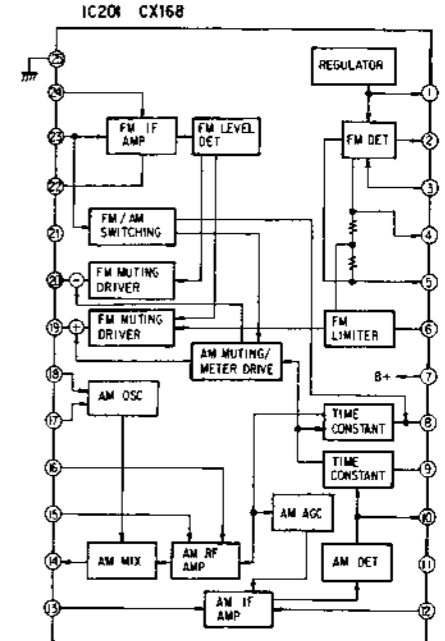 IC201 CX168
25
REGULATOR
24
1
23
FM IF
AMP
FM LEVEL
DET
FM DET
2
22
3
21
FM/AM
SWITCHING
4
20
−
FM MUTING
DRIVER
5
19
+
FM MUTING
DRIVER
FM
LIMITER
6
AM MUTING/
METER DRIVE
B+
7
18
AM OSC
17
TIME
CONSTANT
8
16
TIME
CONSTANT
9
15
AM AGC
10
14
AM MIX
AM RF
AMP
AM DET
11
13
AM IF
AMP
12